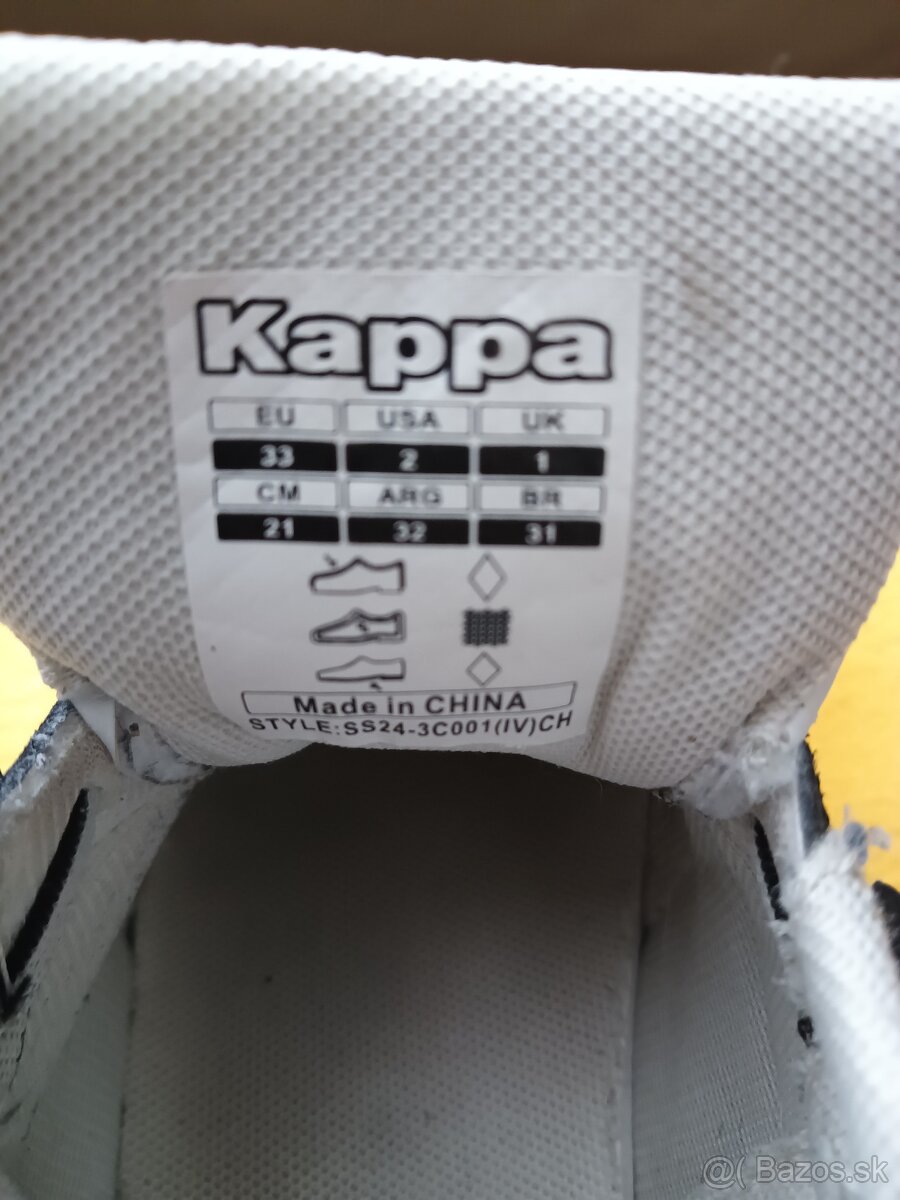 Kappa
EU USA UK
33 2 1
CM ARG BR
21 32 31
Made in CHINA
STYLE:SS24-3C001(IV)CH
@( Bazos.sk